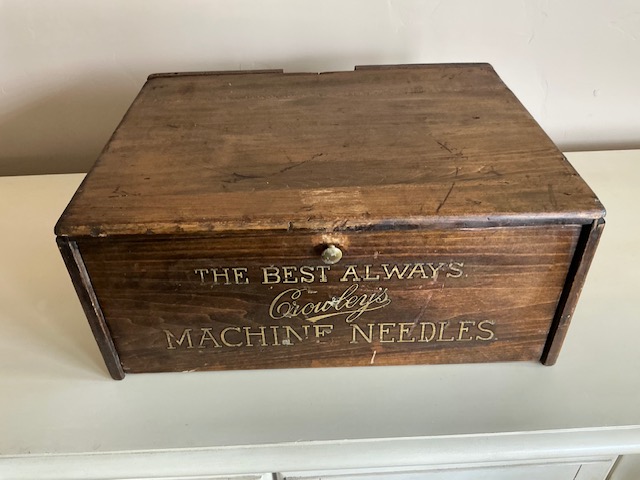 THE BEST ALWAYS.
Crowley's
MACHINE NEEDLES